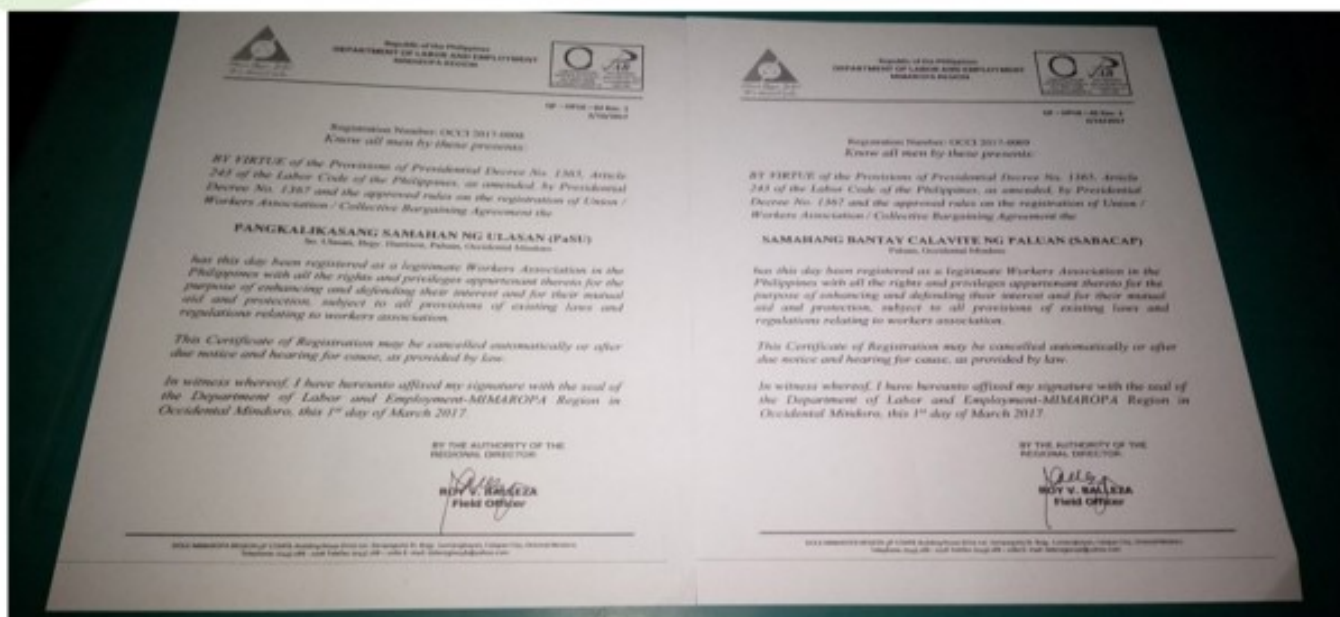 Republic of the Philippines
DEPARTMENT OF LABOR AND EMPLOYMENT
MIMAROPA REGION
Registration Number: OCCI 2017-0008
Know all men by these presents:
BY VIRTUE of the Provisions of Presidential Decree No. 1365, Article
243 of the Labor Code of the Philippines, as amended, by Presidential
Decree No. 1367 and the approved rules on the registration of Union /
Workers Association / Collective Bargaining Agreement the
PANGKALIKASANG SAMAHAN NG ULASAN (PaSU)
So. Ulasan, Brgy. Harrison, Paluan, Occidental Mindoro
has this day been registered as a legitimate Workers Association in the
Philippines with all the rights and privileges appurtenant thereto for the
purpose of enhancing and defending their interest and for their mutual
aid and protection, subject to all provisions of existing laws and
regulations relating to workers association.
This Certificate of Registration may be cancelled automatically or after
due notice and hearing for cause, as provided by law.
In witness whereof, I have hereunto affixed my signature with the seal of
the Department of Labor and Employment-MIMAROPA Region in
Occidental Mindoro, this 1st day of March 2017.
BY THE AUTHORITY OF THE
REGIONAL DIRECTOR
ROY V. BALLEZA
Field Officer
Republic of the Philippines
DEPARTMENT OF LABOR AND EMPLOYMENT
MIMAROPA REGION
Registration Number: OCCI 2017-0009
Know all men by these presents:
BY VIRTUE of the Provisions of Presidential Decree No. 1365, Article
243 of the Labor Code of the Philippines, as amended, by Presidential
Decree No. 1367 and the approved rules on the registration of Union /
Workers Association / Collective Bargaining Agreement the
SAMAHANG BANTAY CALAVITE NG PALUAN (SABACAP)
Paluan, Occidental Mindoro
has this day been registered as a legitimate Workers Association in the
Philippines with all the rights and privileges appurtenant thereto for the
purpose of enhancing and defending their interest and for their mutual
aid and protection, subject to all provisions of existing laws and
regulations relating to workers association.
This Certificate of Registration may be cancelled automatically or after
due notice and hearing for cause, as provided by law.
In witness whereof, I have hereunto affixed my signature with the seal of
the Department of Labor and Employment-MIMAROPA Region in
Occidental Mindoro, this 1st day of March 2017.
BY THE AUTHORITY OF THE
REGIONAL DIRECTOR
ROY V. BALLEZA
Field Officer